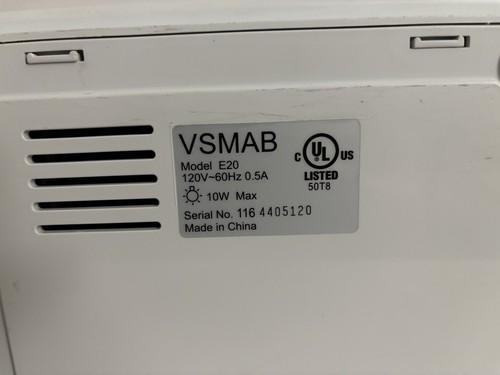 VSMAB
Model E20
120V~60Hz 0.5A
10W Max
Serial No. 116 4405120
Made in China
C UL US
LISTED
50T8